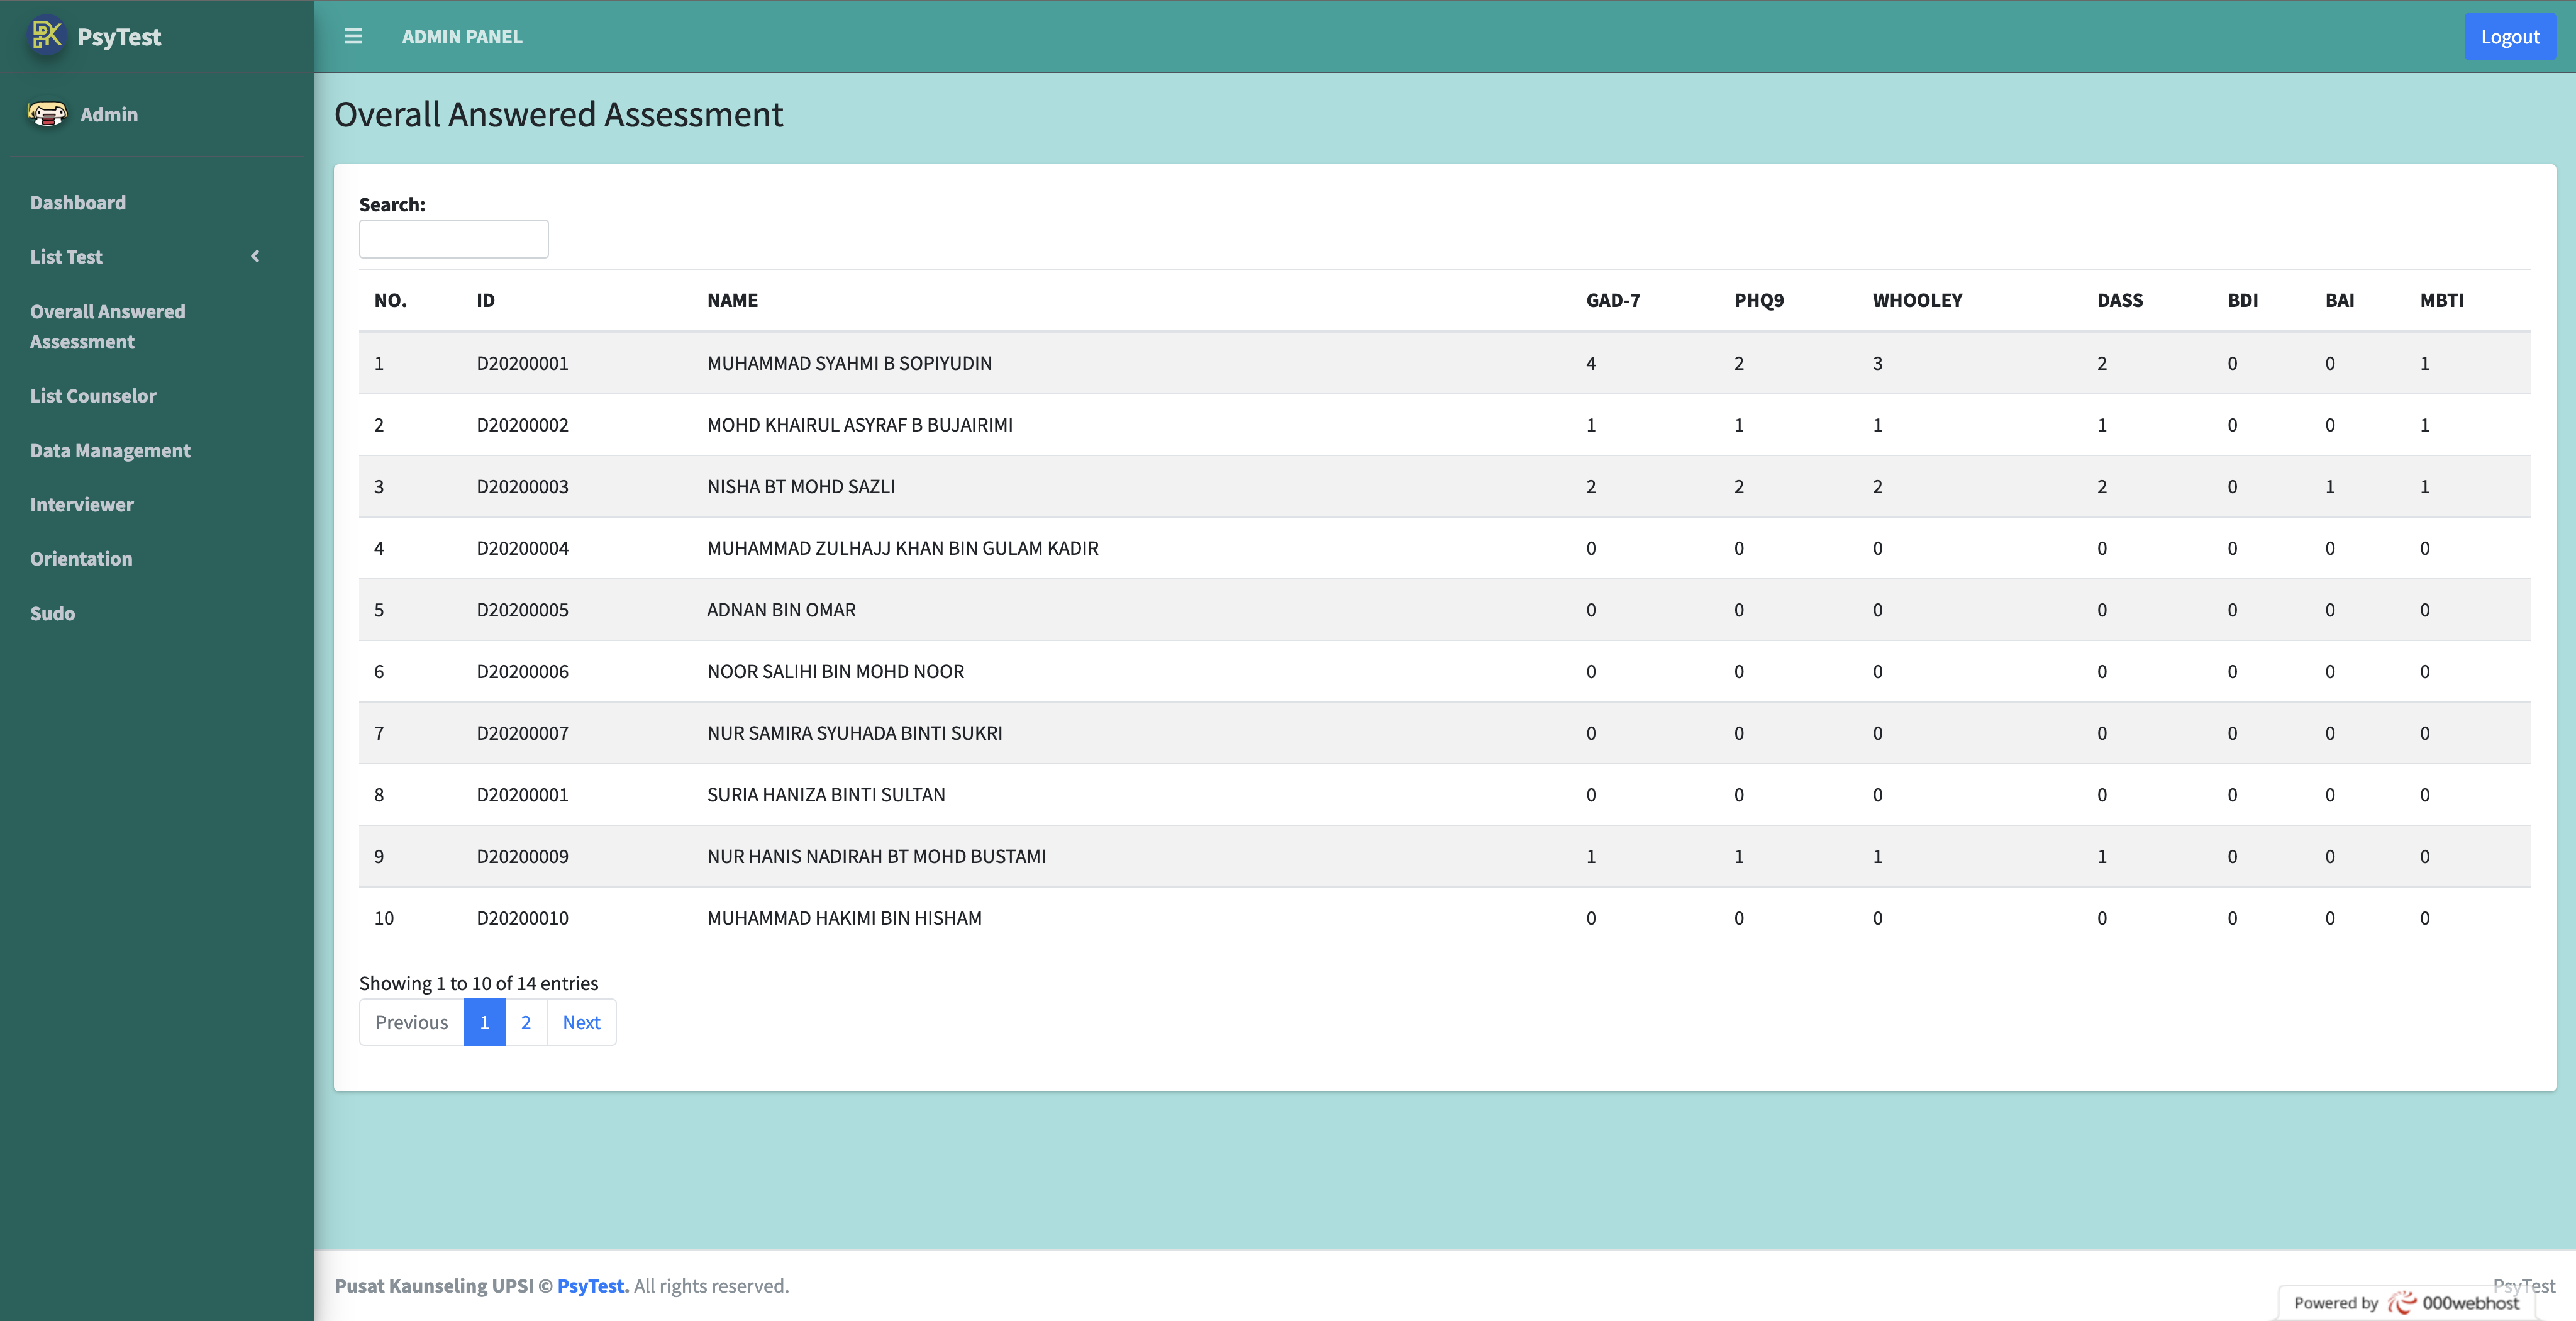 PsyTest
ADMIN PANEL
Logout
Admin
Dashboard
List Test
Overall Answered
Assessment
List Counselor
Data Management
Interviewer
Orientation
Sudo
Overall Answered Assessment
Search:
NO. ID NAME GAD-7 PHQ9 WHOOLEY DASS BDI BAI MBTI
1 D20200001 MUHAMMAD SYAHMI B SOPIYUDIN 4 2 3 2 0 0 1
2 D20200002 MOHD KHAIRUL ASYRAF B BUJAIRIMI 1 1 1 1 0 0 1
3 D20200003 NISHA BT MOHD SAZLI 2 2 2 2 0 1 1
4 D20200004 MUHAMMAD ZULHAJJ KHAN BIN GULAM KADIR 0 0 0 0 0 0 0
5 D20200005 ADNAN BIN OMAR 0 0 0 0 0 0 0
6 D20200006 NOOR SALIHI BIN MOHD NOOR 0 0 0 0 0 0 0
7 D20200007 NUR SAMIRA SYUHADA BINTI SUKRI 0 0 0 0 0 0 0
8 D20200001 SURIA HANIZA BINTI SULTAN 0 0 0 0 0 0 0
9 D20200009 NUR HANIS NADIRAH BT MOHD BUSTAMI 1 1 1 1 0 0 0
10 D20200010 MUHAMMAD HAKIMI BIN HISHAM 0 0 0 0 0 0 0
Showing 1 to 10 of 14 entries
Previous 1 2 Next
Pusat Kaunseling UPSI © PsyTest. All rights reserved.
PsyTest
Powered by 000webhost